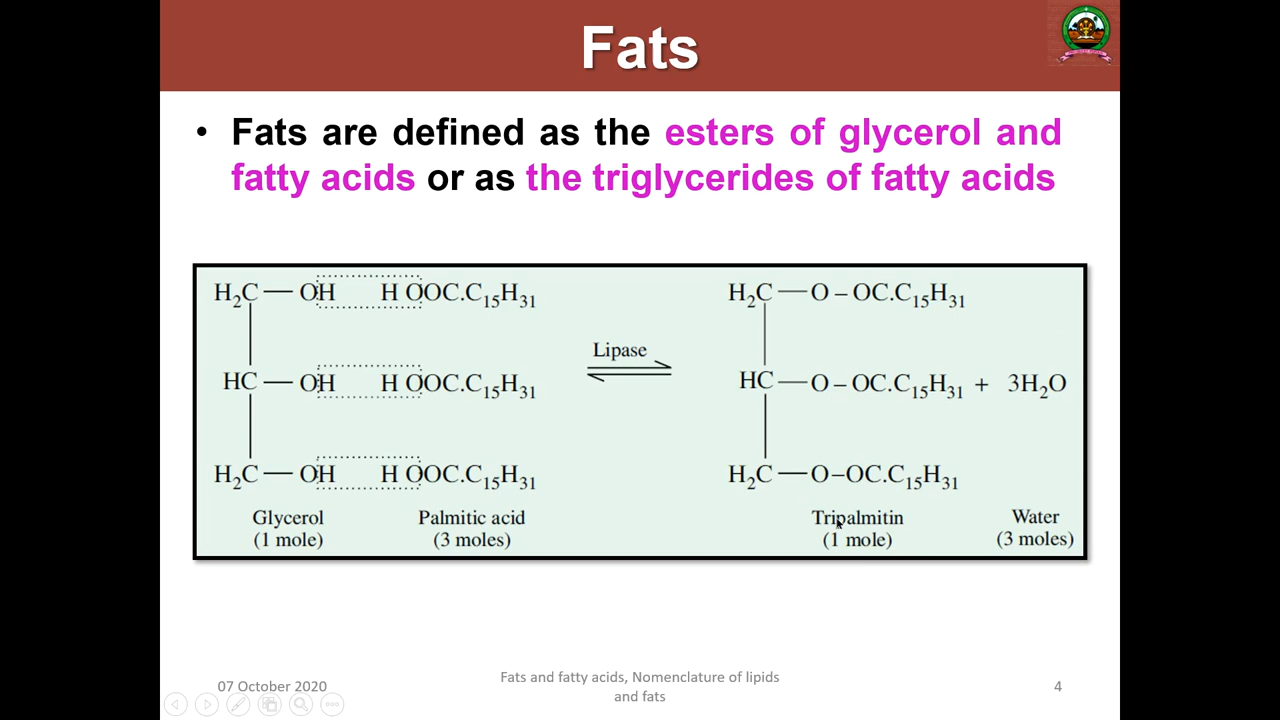 Fats
• Fats are defined as the esters of glycerol and
fatty acids or as the triglycerides of fatty acids
H₂C — OH H OOC.C₁₅H₃₁
HC — OH H OOC.C₁₅H₃₁
H₂C — OH H OOC.C₁₅H₃₁
Glycerol
(1 mole)
Palmitic acid
(3 moles)
Lipase
H₂C — O – OC.C₁₅H₃₁
HC — O – OC.C₁₅H₃₁ + 3H₂O
H₂C — O – OC.C₁₅H₃₁
Tripalmitin
(1 mole)
Water
(3 moles)
07 October 2020
Fats and fatty acids, Nomenclature of lipids
and fats
4